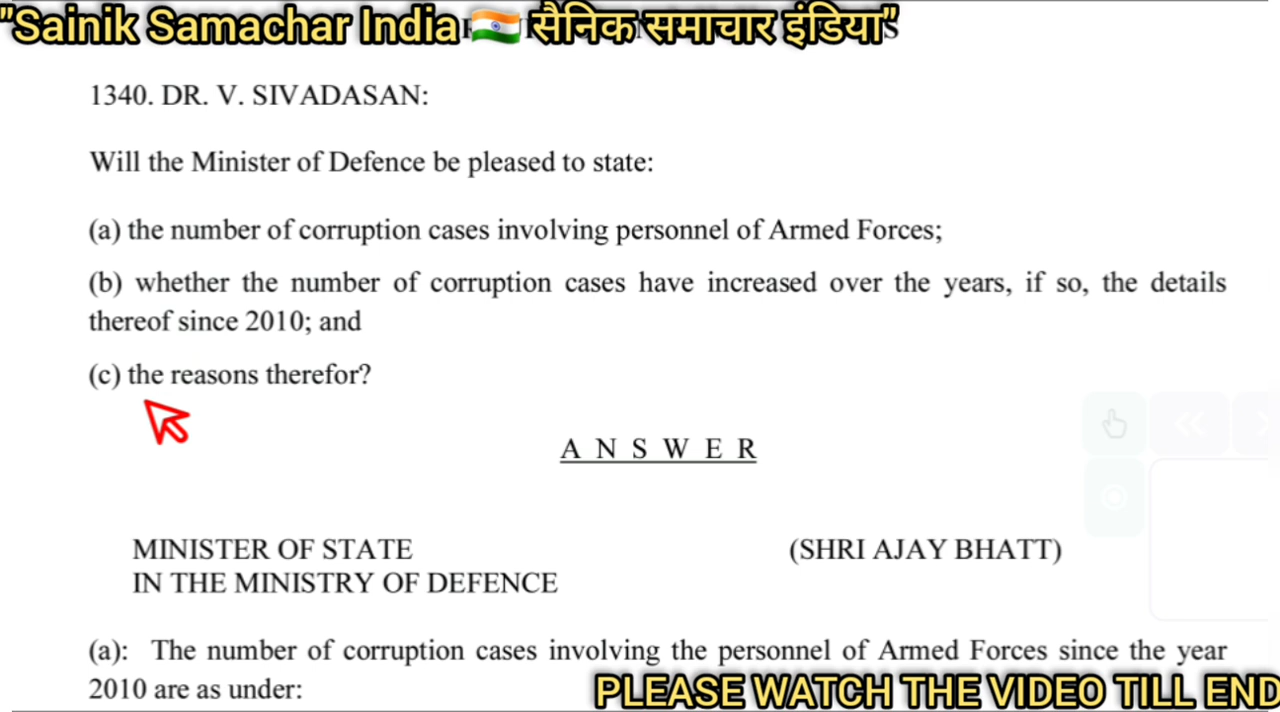 "Sainik Samachar India🇮🇳 सैनिक समाचार इंडिया"
1340. DR. V. SIVADASAN:
Will the Minister of Defence be pleased to state:
(a) the number of corruption cases involving personnel of Armed Forces;
(b) whether the number of corruption cases have increased over the years, if so, the details
thereof since 2010; and
(c) the reasons therefor?
A N S W E R
MINISTER OF STATE (SHRI AJAY BHATT)
IN THE MINISTRY OF DEFENCE
(a): The number of corruption cases involving the personnel of Armed Forces since the year
2010 are as under:
PLEASE WATCH THE VIDEO TILL END